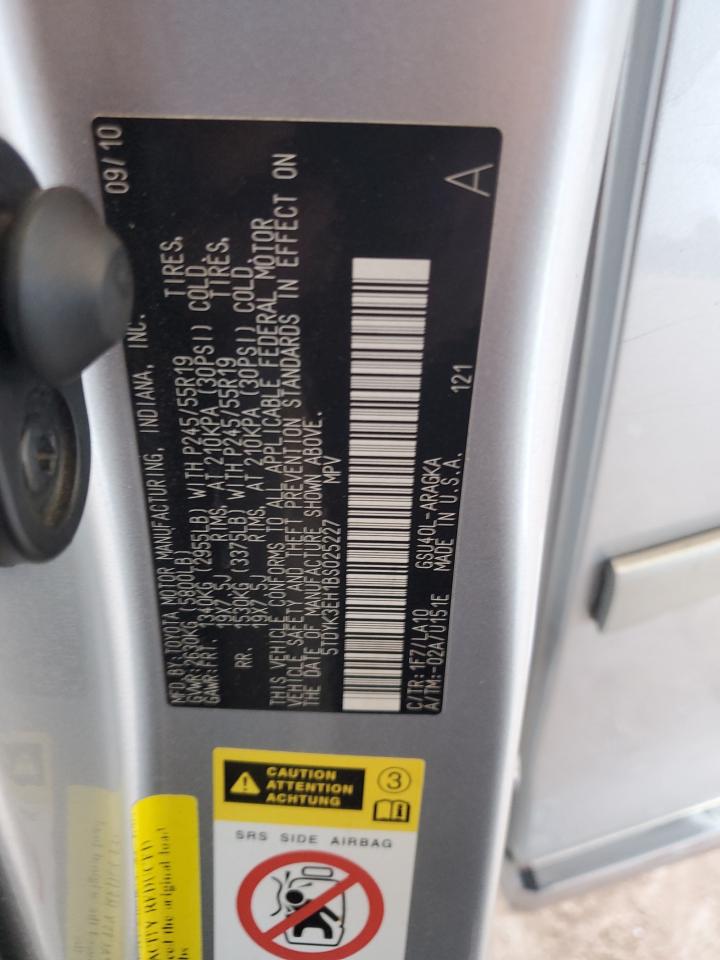 09/10
MFD. BY: TOYOTA MOTOR MANUFACTURING, INDIANA, INC.
GVWR: 2630KG (5800LB)
GAWR: FRT. 1340KG (2955LB) WITH P245/55R19 TIRES,
19X7.5J RIMS, AT 210KPA (30PSI) COLD.
RR. 1530KG (3375LB) WITH P245/55R19 TIRES,
19X7.5J RIMS, AT 210KPA (30PSI) COLD.
THIS VEHICLE CONFORMS TO ALL APPLICABLE FEDERAL MOTOR
VEHICLE SAFETY AND THEFT PREVENTION STANDARDS IN EFFECT ON
THE DATE OF MANUFACTURE SHOWN ABOVE.
5TDYK3EH1BS025227 MPV
C/TR: 1F7/LA10 GSU40L-ARAGKA 121
A/TM: -02A/U151E MADE IN U.S.A.
A
CAUTION
ATTENTION
ACHTUNG
3
SRS SIDE AIRBAG
REDUCED
the original load